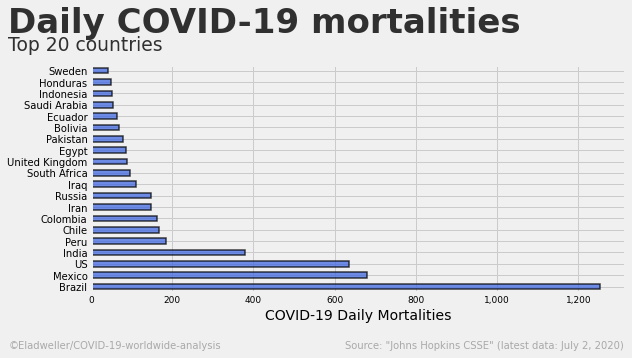 Daily COVID-19 mortalities
Top 20 countries
Sweden
Honduras
Indonesia
Saudi Arabia
Ecuador
Bolivia
Pakistan
Egypt
United Kingdom
South Africa
Iraq
Russia
Iran
Colombia
Chile
Peru
India
US
Mexico
Brazil
0 200 400 600 800 1,000 1,200
COVID-19 Daily Mortalities
©Eladweller/COVID-19-worldwide-analysis Source: "Johns Hopkins CSSE" (latest data: July 2, 2020)